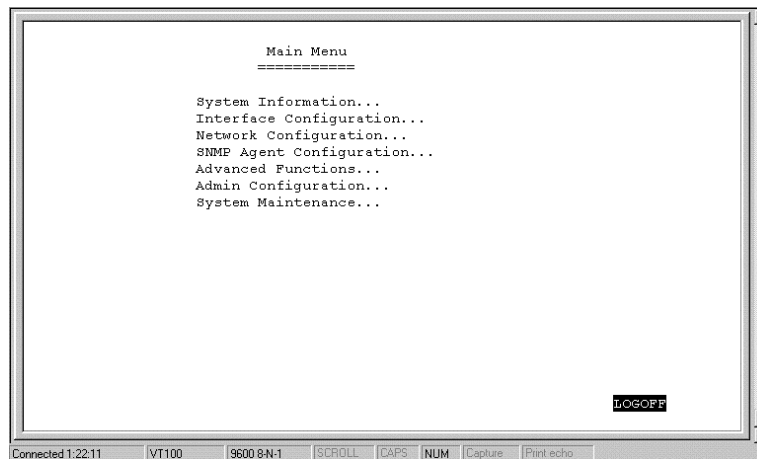 Main Menu
===========
System Information...
Interface Configuration...
Network Configuration...
SNMP Agent Configuration...
Advanced Functions...
Admin Configuration...
System Maintenance...
LOGOFF
Connected 1:22:11 VT100 9600 8-N-1 SCROLL CAPS NUM Capture Print echo